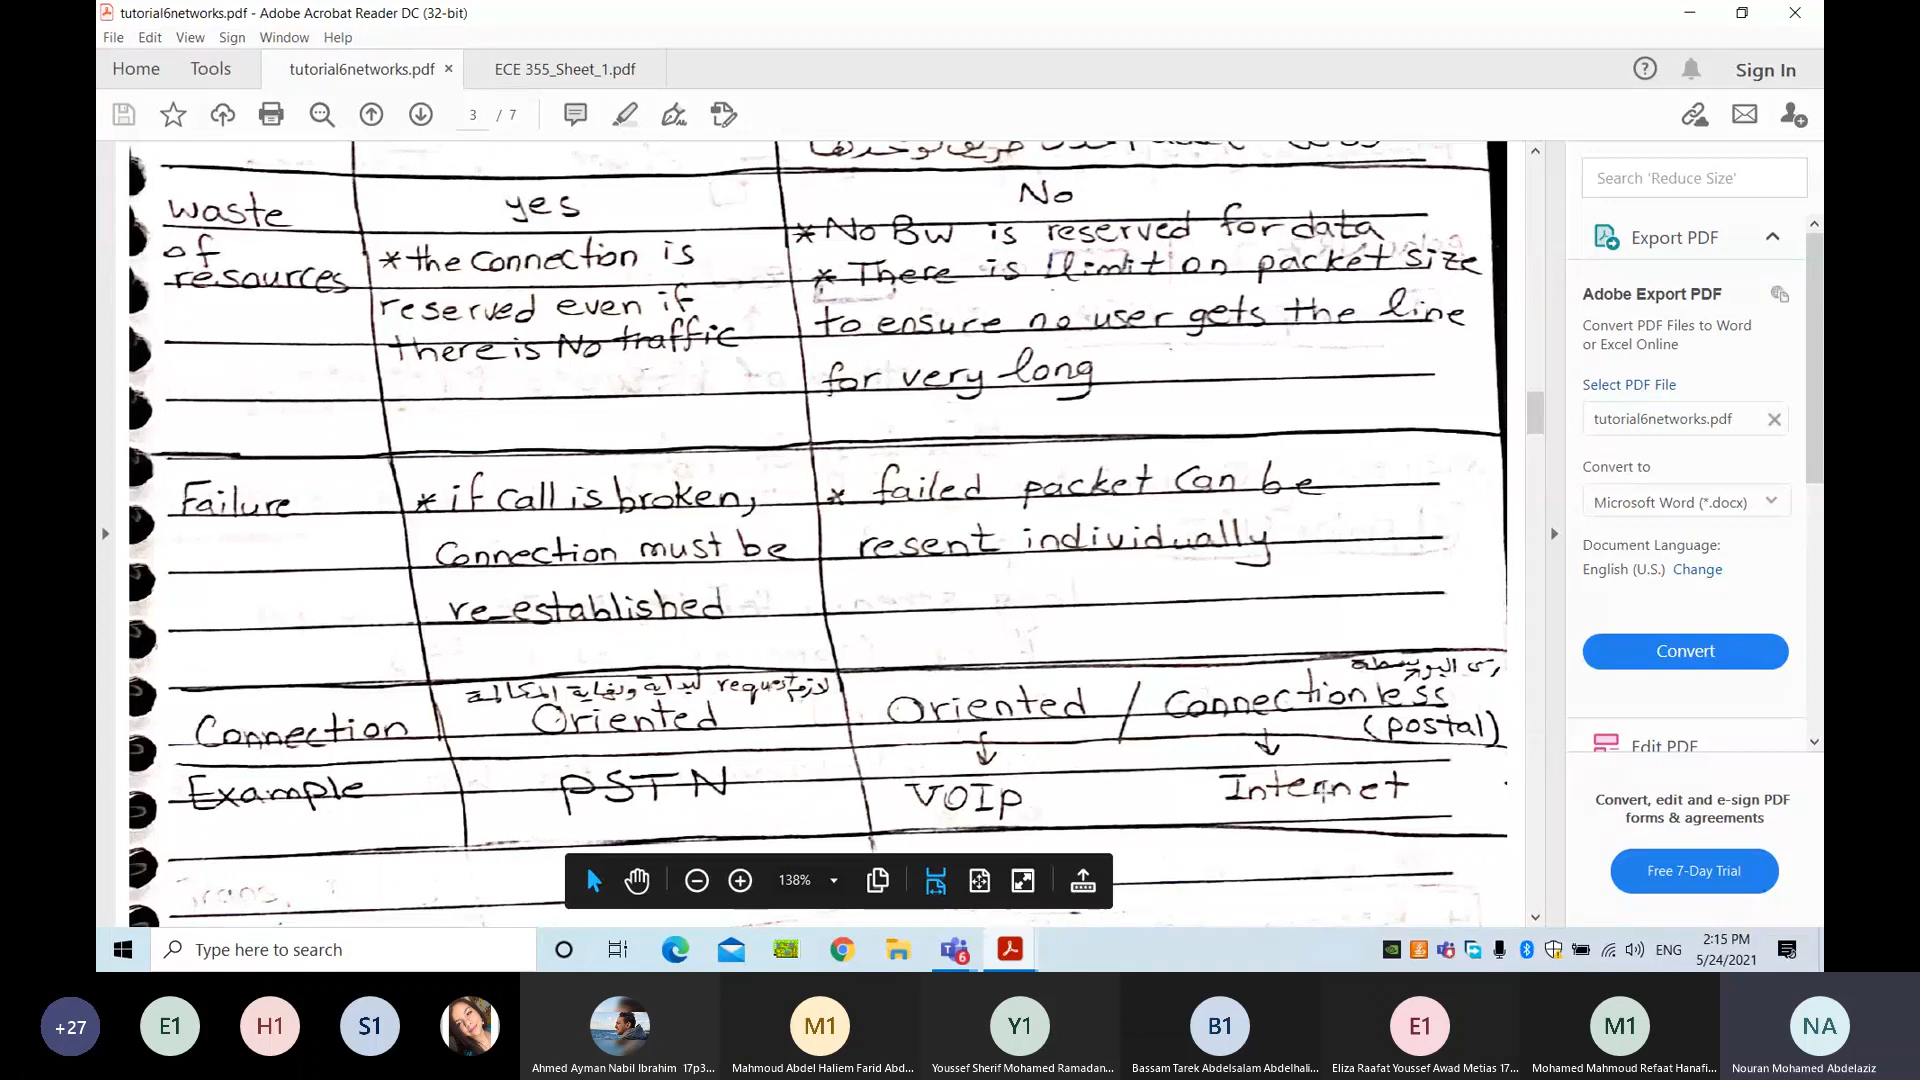 tutorial6networks.pdf - Adobe Acrobat Reader DC (32-bit)
File Edit View Sign Window Help
Home Tools tutorial6networks.pdf × ECE 355_Sheet_1.pdf Sign In
3 / 7
waste
of
resources
yes
*the connection is
reserved even if
there is No traffic
No
* No BW is reserved for data
* There is limit on packet size
to ensure no user gets the line
for very long
Failure
* if call is broken,
Connection must be
re-established
* failed packet can be
resent individually
Connection
لازم request لبداية ونهاية المكالمة
Oriented
Oriented / Connectionless
(postal)
Example
PSTN
VOIP
Internet
138%
Search 'Reduce Size'
Export PDF
Adobe Export PDF
Convert PDF Files to Word
or Excel Online
Select PDF File
tutorial6networks.pdf
Convert to
Microsoft Word (*.docx)
Document Language:
English (U.S.) Change
Convert
Edit PDF
Convert, edit and e-sign PDF
forms & agreements
Free 7-Day Trial
Type here to search
ENG
2:15 PM
5/24/2021
6
+27 E1 H1 S1 M1 Y1 B1 E1 M1 NA
Ahmed Ayman Nabil Ibrahim 17p3...
Mahmoud Abdel Haliem Farid Abd...
Youssef Sherif Mohamed Ramadan...
Bassam Tarek Abdelsalam Abdelhali...
Eliza Raafat Youssef Awad Metias 17...
Mohamed Mahmoud Refaat Hanafi...
Nouran Mohamed Abdelaziz